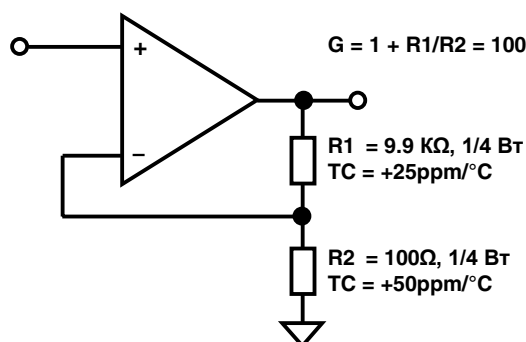 G = 1 + R1/R2 = 100
+
−
R1 = 9.9 KΩ, 1/4 Вт
TC = +25ppm/°C
R2 = 100Ω, 1/4 Вт
TC = +50ppm/°C